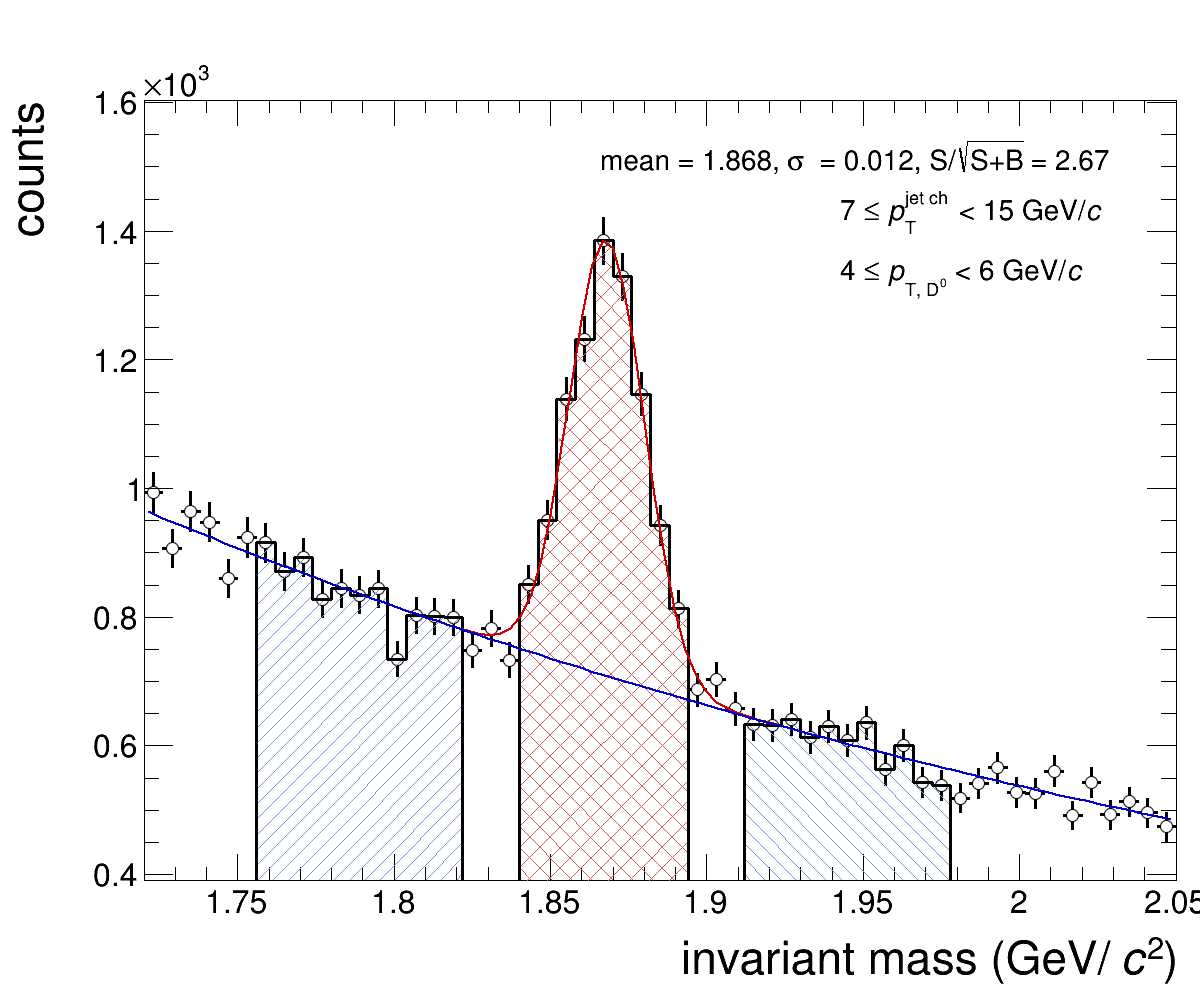 ×10³
counts
1.6
1.4
1.2
1
0.8
0.6
0.4
mean = 1.868, σ = 0.012, S/√S+B = 2.67
7 ≤ p_T^jet ch < 15 GeV/c
4 ≤ p_T, D⁰ < 6 GeV/c
1.75 1.8 1.85 1.9 1.95 2 2.05
invariant mass (GeV/ c²)